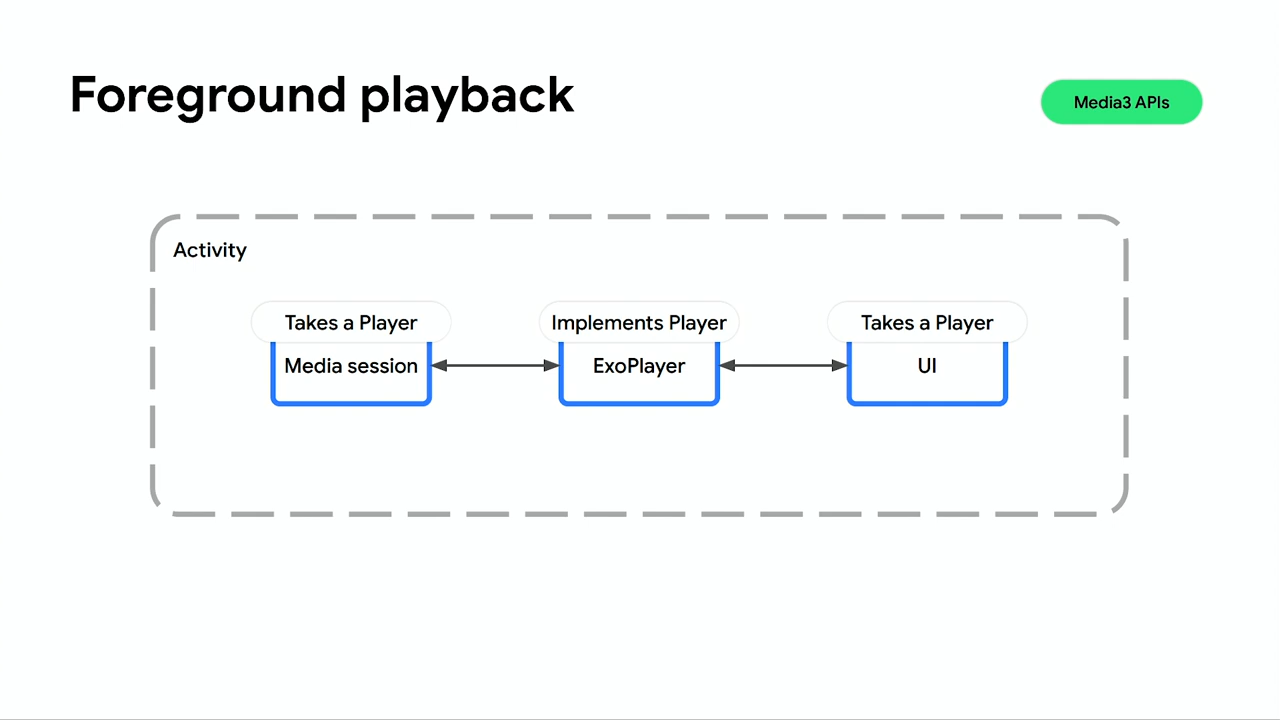 Foreground playback
Media3 APIs
Activity
Takes a Player
Media session
Implements Player
ExoPlayer
Takes a Player
UI